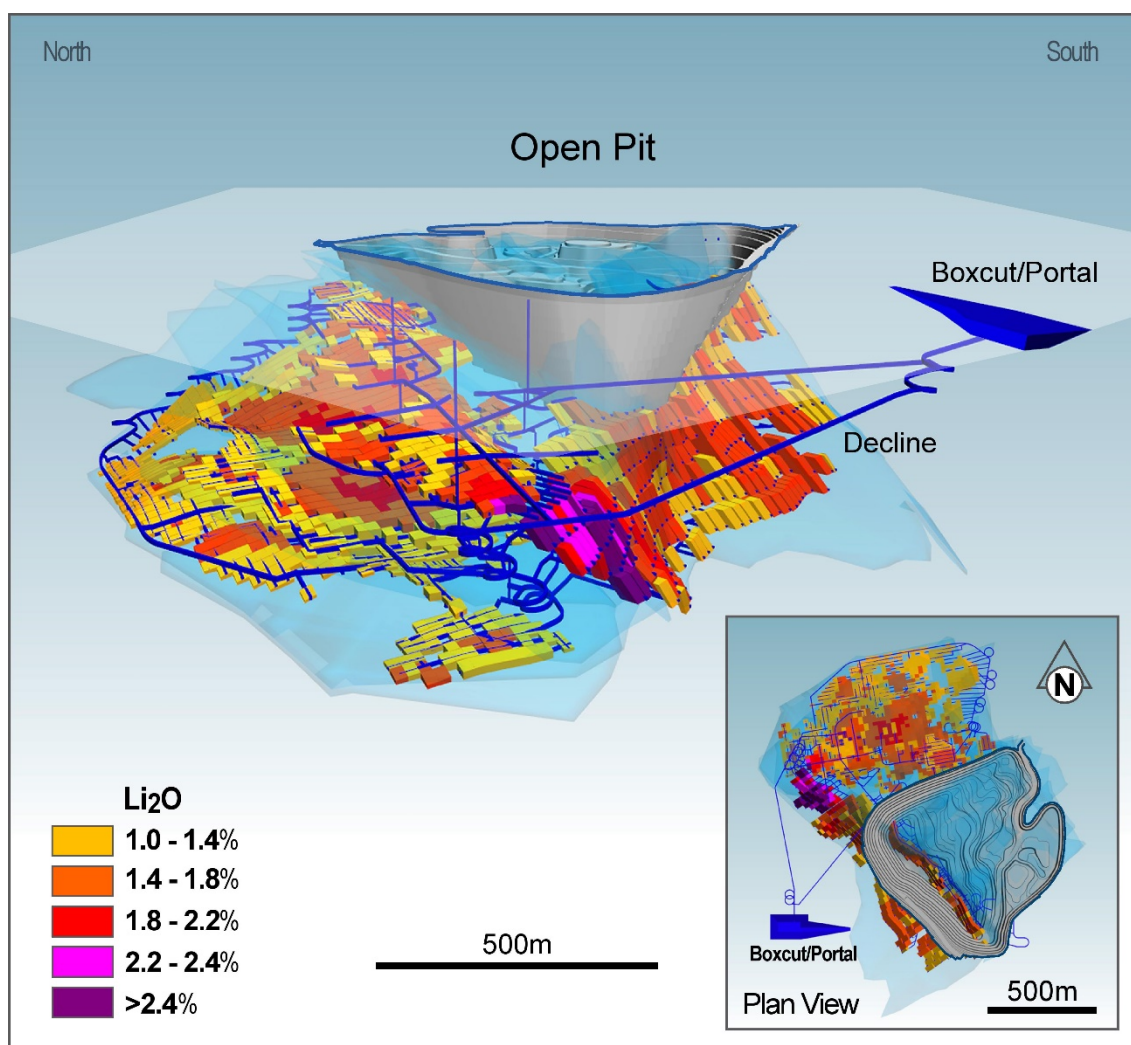 North
South
Open Pit
Boxcut/Portal
Decline
Li₂O
1.0 - 1.4%
1.4 - 1.8%
1.8 - 2.2%
2.2 - 2.4%
>2.4%
500m
N
Boxcut/Portal
Plan View
500m